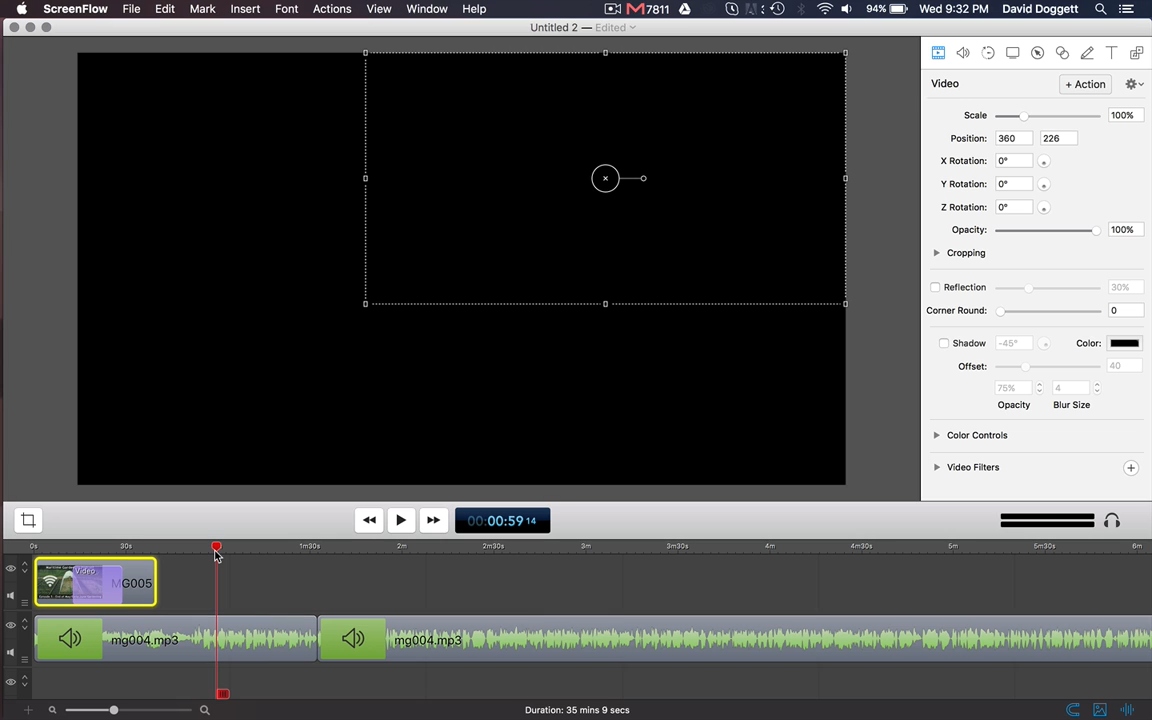 ScreenFlow File Edit Mark Insert Font Actions View Window Help 7811 94% Wed 9:32 PM David Doggett
Untitled 2 — Edited
Video + Action
Scale 100%
Position: 360 226
X Rotation: 0°
Y Rotation: 0°
Z Rotation: 0°
Opacity: 100%
Cropping
Reflection 30%
Corner Round: 0
Shadow -45° Color:
Offset: 40
75% 4
Opacity Blur Size
Color Controls
Video Filters
00:00:59 14
0s 30s 1m30s 2m 2m30s 3m 3m30s 4m 4m30s 5m 5m30s 6m
Video
MG005
mg004.mp3 mg004.mp3
Duration: 35 mins 9 secs